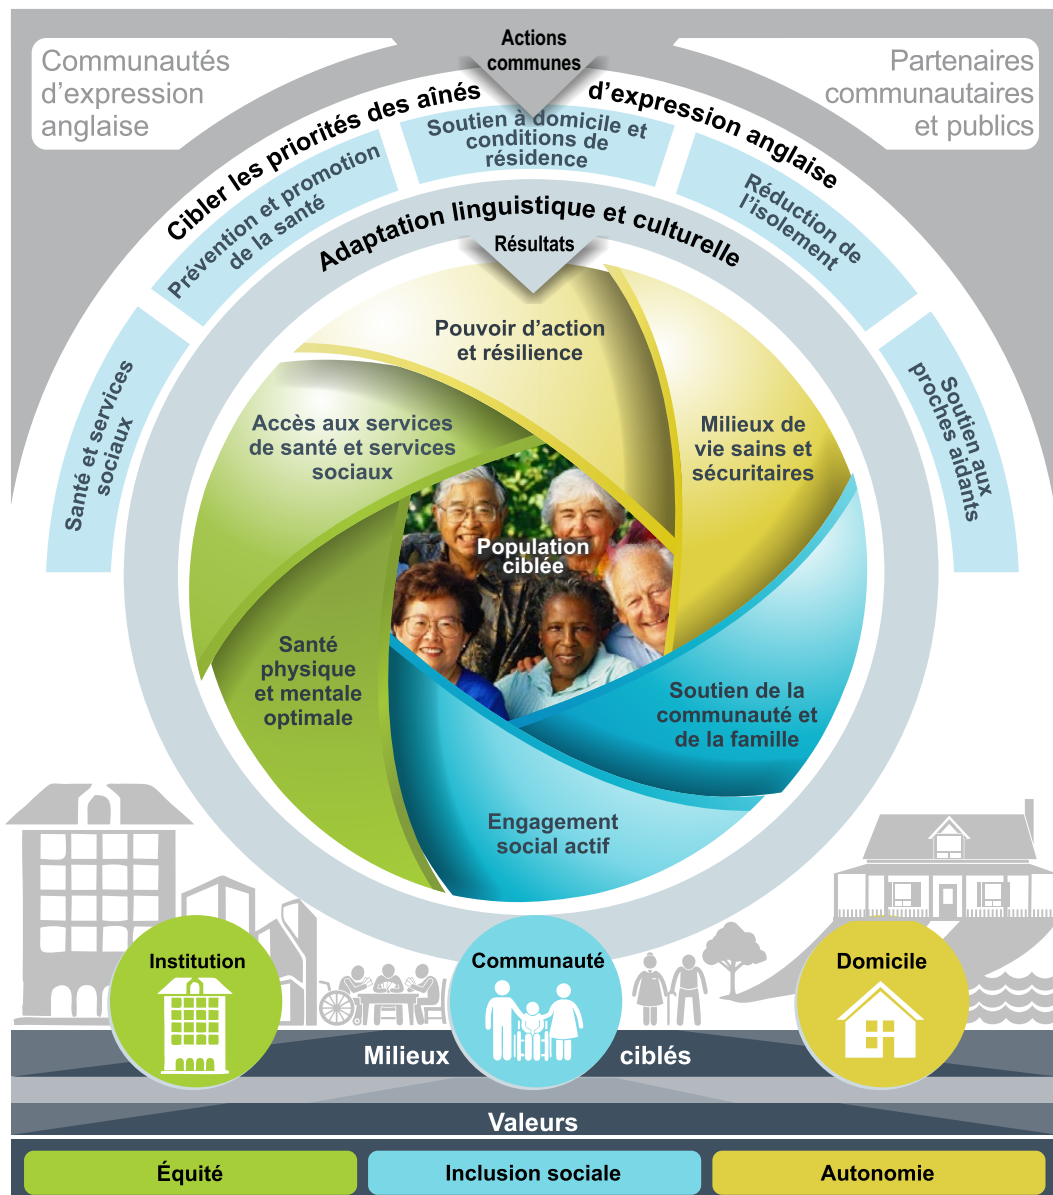 Communautés
d’expression
anglaise
Actions
communes
Partenaires
communautaires
et publics
Cibler les priorités des aînés d’expression anglaise
Santé et services
sociaux
Prévention et promotion
de la santé
Soutien à domicile et
conditions de
résidence
Réduction de
l’isolement
Soutien aux
proches aidants
Adaptation linguistique et culturelle
Résultats
Pouvoir d’action
et résilience
Accès aux services
de santé et services
sociaux
Milieux de
vie sains et
sécuritaires
Population
ciblée
Santé
physique
et mentale
optimale
Soutien de la
communauté et
de la famille
Engagement
social actif
Institution
Communauté
Domicile
Milieux ciblés
Valeurs
Équité
Inclusion sociale
Autonomie